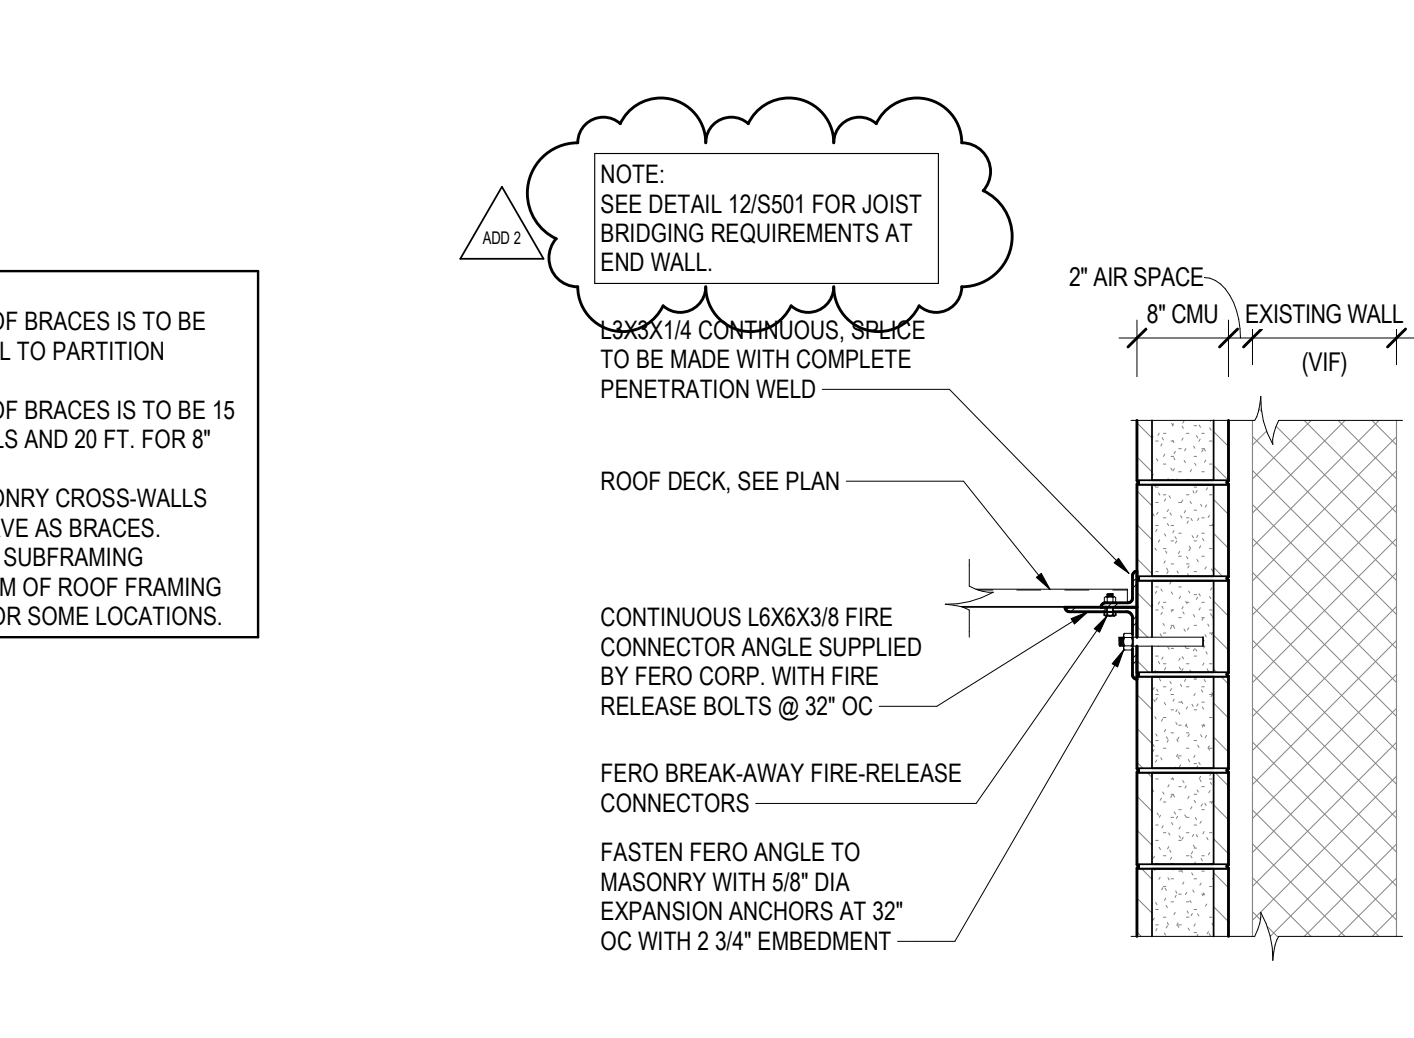 OF BRACES IS TO BE
L TO PARTITION
OF BRACES IS TO BE 15
LS AND 20 FT. FOR 8"
ONRY CROSS-WALLS
VE AS BRACES.
SUBFRAMING
M OF ROOF FRAMING
OR SOME LOCATIONS.
ADD 2
NOTE:
SEE DETAIL 12/S501 FOR JOIST
BRIDGING REQUIREMENTS AT
END WALL.
L3X3X1/4 CONTINUOUS, SPLICE
TO BE MADE WITH COMPLETE
PENETRATION WELD
ROOF DECK, SEE PLAN
CONTINUOUS L6X6X3/8 FIRE
CONNECTOR ANGLE SUPPLIED
BY FERO CORP. WITH FIRE
RELEASE BOLTS @ 32" OC
FERO BREAK-AWAY FIRE-RELEASE
CONNECTORS
FASTEN FERO ANGLE TO
MASONRY WITH 5/8" DIA
EXPANSION ANCHORS AT 32"
OC WITH 2 3/4" EMBEDMENT
2" AIR SPACE
8" CMU
EXISTING WALL
(VIF)